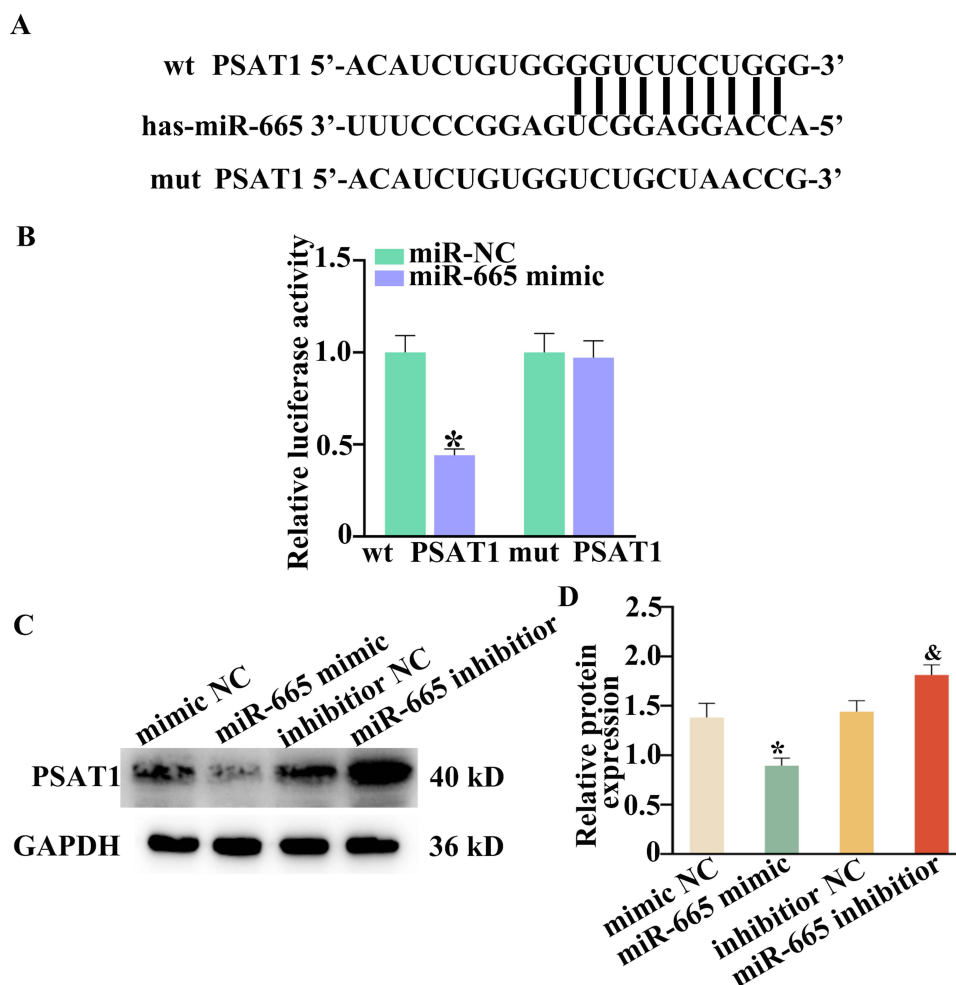 A
wt PSAT1 5’-ACAUCUGUGGGGUCUCCUGGG-3’
has-miR-665 3’-UUUCCCGGAGUCGGAGGACCA-5’
mut PSAT1 5’-ACAUCUGUGGUCUGCUAACCG-3’
B
Relative luciferase activity
1.5
1.0
0.5
0
miR-NC
miR-665 mimic
*
wt PSAT1 mut PSAT1
C
mimic NC
miR-665 mimic
inhibitior NC
miR-665 inhibitior
PSAT1
40 kD
GAPDH
36 kD
D
Relative protein
expression
2.5
2.0
1.5
1.0
0.5
0
*
&
mimic NC
miR-665 mimic
inhibitior NC
miR-665 inhibitior